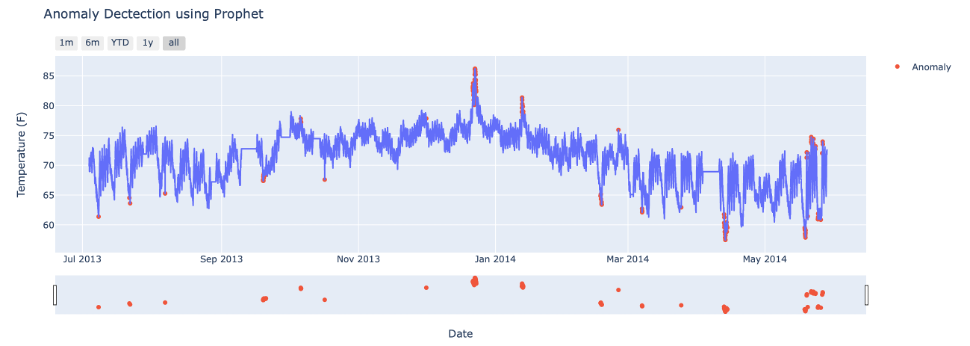 Anomaly Dectection using Prophet
1m 6m YTD 1y all
Anomaly
Temperature (F)
85
80
75
70
65
60
Jul 2013 Sep 2013 Nov 2013 Jan 2014 Mar 2014 May 2014
Date